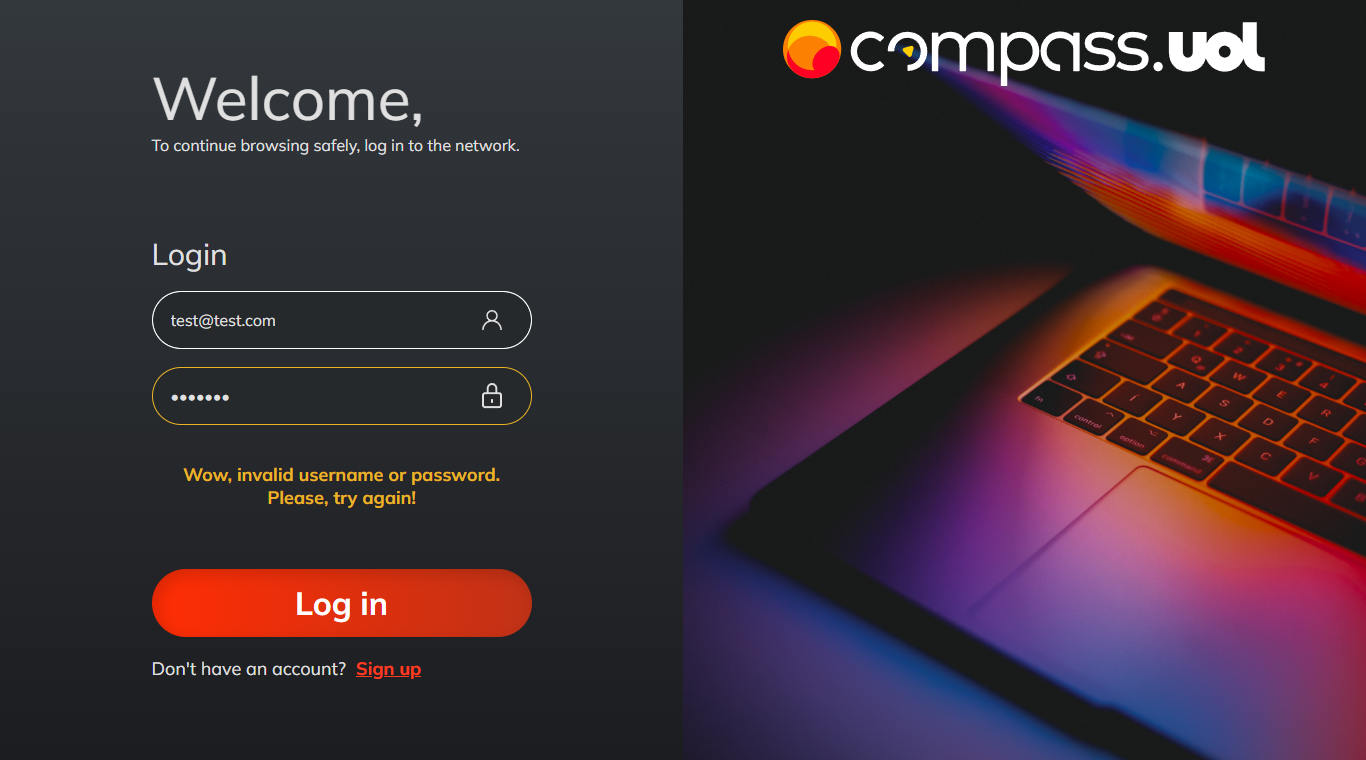 Welcome,
To continue browsing safely, log in to the network.
Login
test@test.com
•••••••
Wow, invalid username or password.
Please, try again!
Log in
Don't have an account? Sign up
compass.uol
fn
control
option
command
A
S
D
F
Q
W
E
R
Y
X
C
V